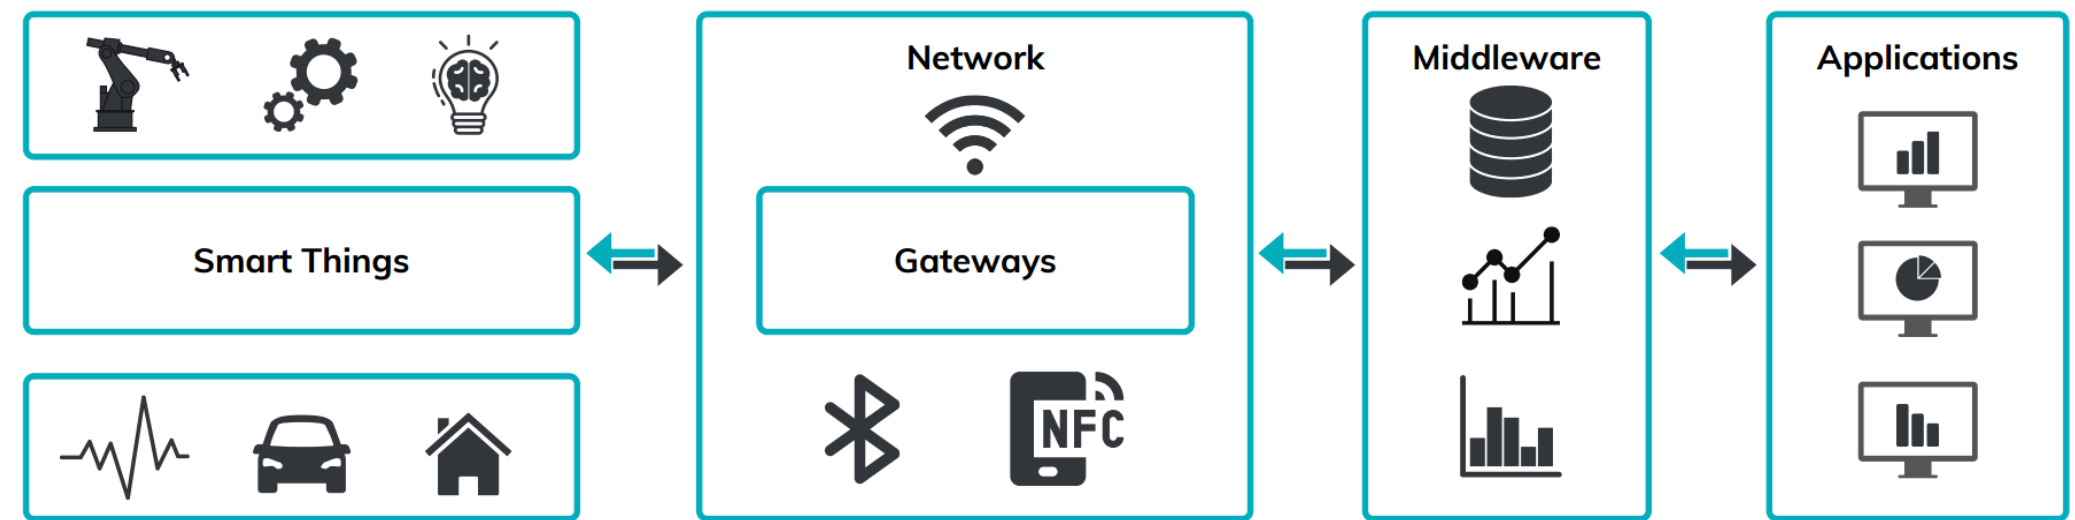 Smart Things
Network
Gateways
NFC
Middleware
Applications